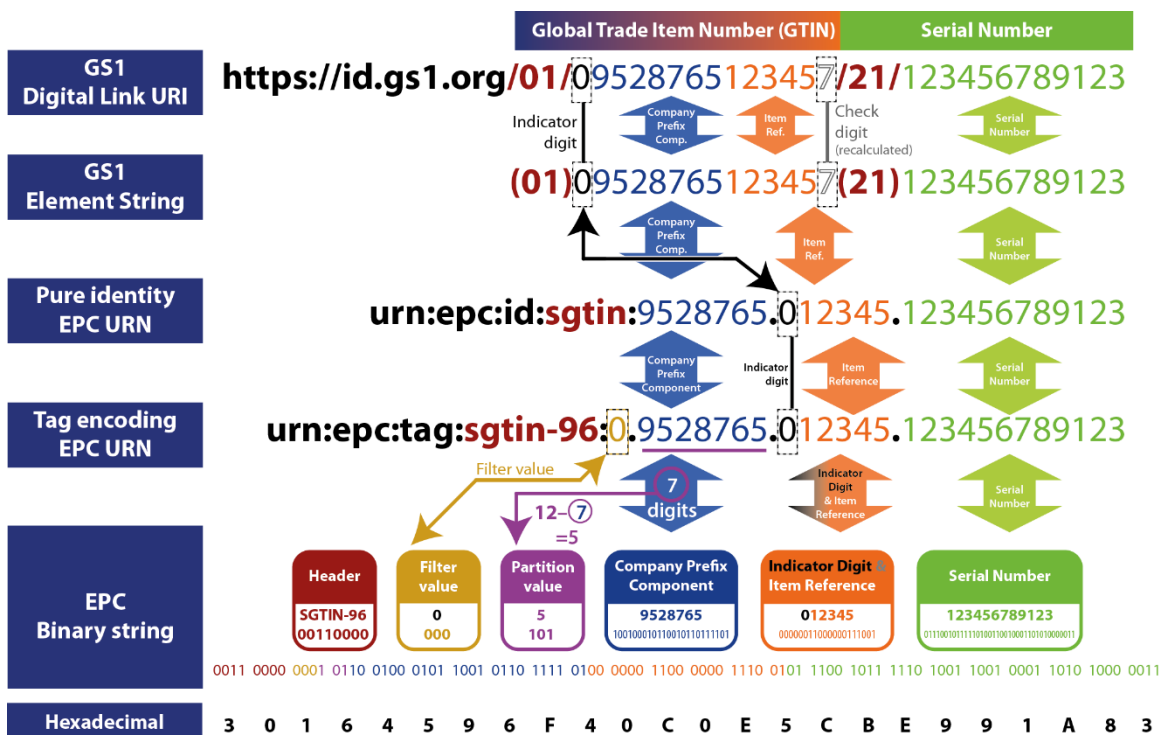 Global Trade Item Number (GTIN) Serial Number
GS1
Digital Link URI
https://id.gs1.org/01/09528765123457/21/123456789123
Indicator
digit
Company
Prefix
Comp.
Item
Ref.
Check
digit
(recalculated)
Serial
Number
GS1
Element String
(01)09528765123457(21)123456789123
Company
Prefix
Comp.
Item
Ref.
Serial
Number
Pure identity
EPC URN
urn:epc:id:sgtin:9528765.012345.123456789123
Company
Prefix
Component
Indicator
digit
Item
Reference
Serial
Number
Tag encoding
EPC URN
urn:epc:tag:sgtin-96:0.9528765.012345.123456789123
Filter value
12–7
=5
7
digits
Indicator
Digit
& Item
Reference
Serial
Number
EPC
Binary string
Header
SGTIN-96
00110000
Filter
value
0
000
Partition
value
5
101
Company Prefix
Component
9528765
100100010110010110111101
Indicator Digit &
Item Reference
012345
00000011000000111001
Serial Number
123456789123
01110010111110100110010001101010000011
0011 0000 0001 0110 0100 0101 1001 0110 1111 0100 0000 1100 0000 1110 0101 1100 1011 1110 1001 1001 0001 1010 1000 0011
Hexadecimal
3 0 1 6 4 5 9 6 F 4 0 C 0 E 5 C B E 9 9 1 A 8 3